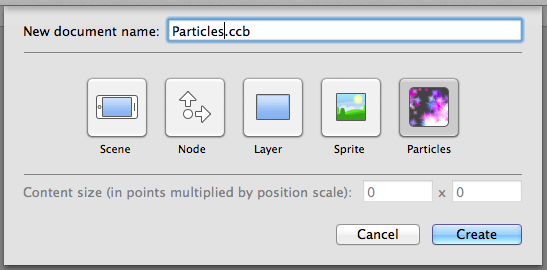 New document name: Particles.ccb
Scene Node Layer Sprite Particles
Content size (in points multiplied by position scale): 0 x 0
Cancel Create